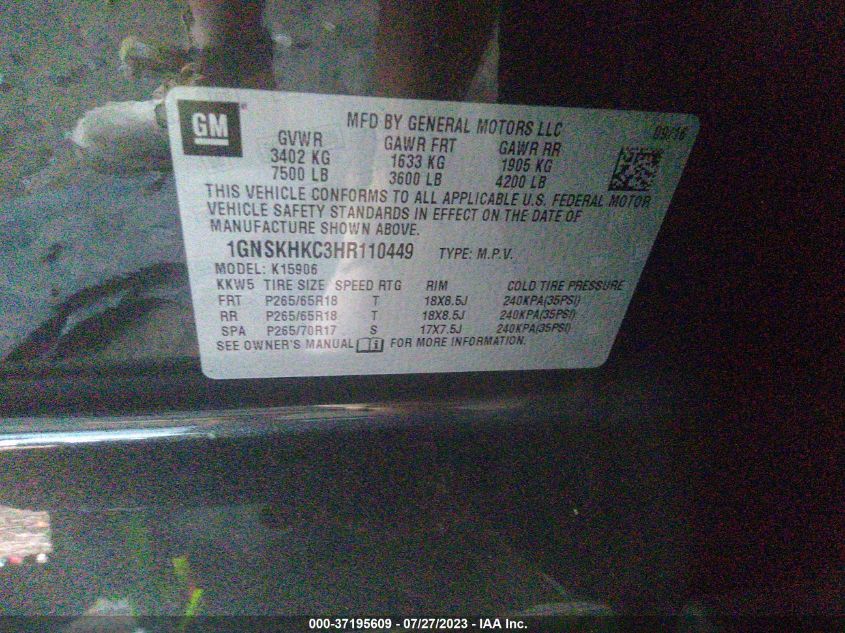 GM
MFD BY GENERAL MOTORS LLC 09/16
GVWR GAWR FRT GAWR RR
3402 KG 1633 KG 1905 KG
7500 LB 3600 LB 4200 LB
THIS VEHICLE CONFORMS TO ALL APPLICABLE U.S. FEDERAL MOTOR
VEHICLE SAFETY STANDARDS IN EFFECT ON THE DATE OF
MANUFACTURE SHOWN ABOVE.
1GNSKHKC3HR110449 TYPE: M.P.V.
MODEL: K15906
KKW5 TIRE SIZE SPEED RTG RIM COLD TIRE PRESSURE
FRT P265/65R18 T 18X8.5J 240KPA(35PSI)
RR P265/65R18 T 18X8.5J 240KPA(35PSI)
SPA P265/70R17 S 17X7.5J 240KPA(35PSI)
SEE OWNER'S MANUAL FOR MORE INFORMATION.
000-37195609 - 07/27/2023 - IAA Inc.